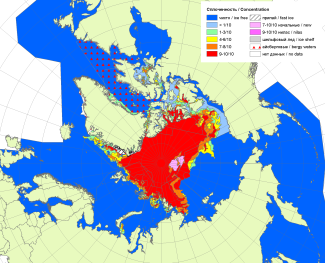 Сплоченность / Concentration
чисто / ice free
< 1/10
1-3/10
4-6/10
7-8/10
9-10/10
припай / fast ice
7-10/10 начальные / new
9-10/10 нилас / nilas
шельфовый лед / ice shelf
айсберговые / bergy waters
нет данных / no data